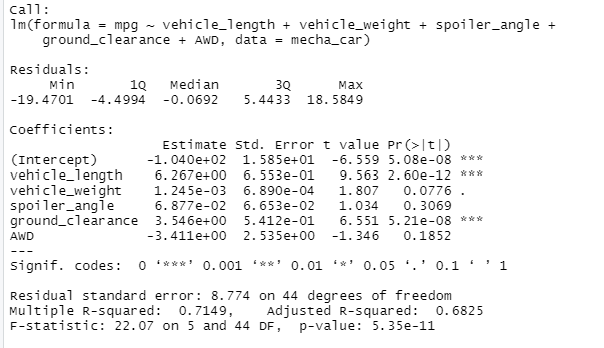 Call:
lm(formula = mpg ~ vehicle_length + vehicle_weight + spoiler_angle +
    ground_clearance + AWD, data = mecha_car)
Residuals:
     Min       1Q   Median       3Q      Max
-19.4701  -4.4994  -0.0692   5.4433  18.5849
Coefficients:
                   Estimate Std. Error t value Pr(>|t|)
(Intercept)      -1.040e+02  1.585e+01  -6.559 5.08e-08 ***
vehicle_length    6.267e+00  6.553e-01   9.563 2.60e-12 ***
vehicle_weight    1.245e-03  6.890e-04   1.807   0.0776 .
spoiler_angle     6.877e-02  6.653e-02   1.034   0.3069
ground_clearance  3.546e+00  5.412e-01   6.551 5.21e-08 ***
AWD              -3.411e+00  2.535e+00  -1.346   0.1852
---
Signif. codes:  0 ‘***’ 0.001 ‘**’ 0.01 ‘*’ 0.05 ‘.’ 0.1 ‘ ’ 1
Residual standard error: 8.774 on 44 degrees of freedom
Multiple R-squared:  0.7149,    Adjusted R-squared:  0.6825
F-statistic: 22.07 on 5 and 44 DF,  p-value: 5.35e-11